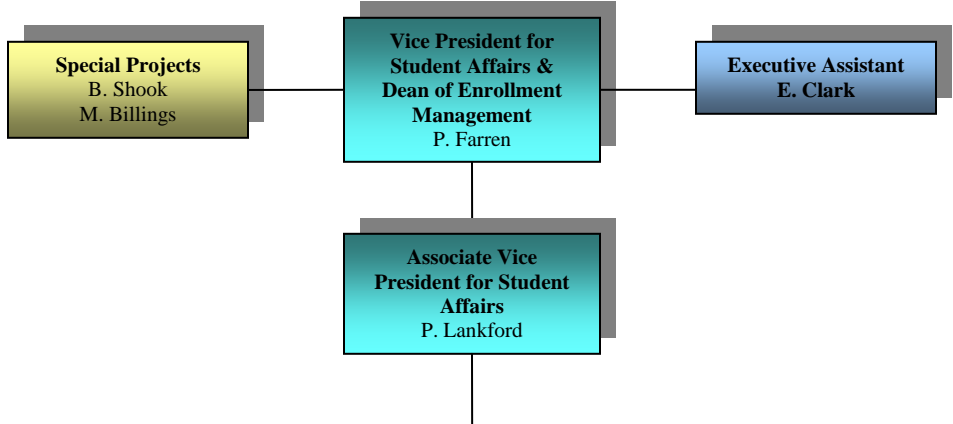 Special Projects
B. Shook
M. Billings
Vice President for
Student Affairs &
Dean of Enrollment
Management
P. Farren
Executive Assistant
E. Clark
Associate Vice
President for Student
Affairs
P. Lankford